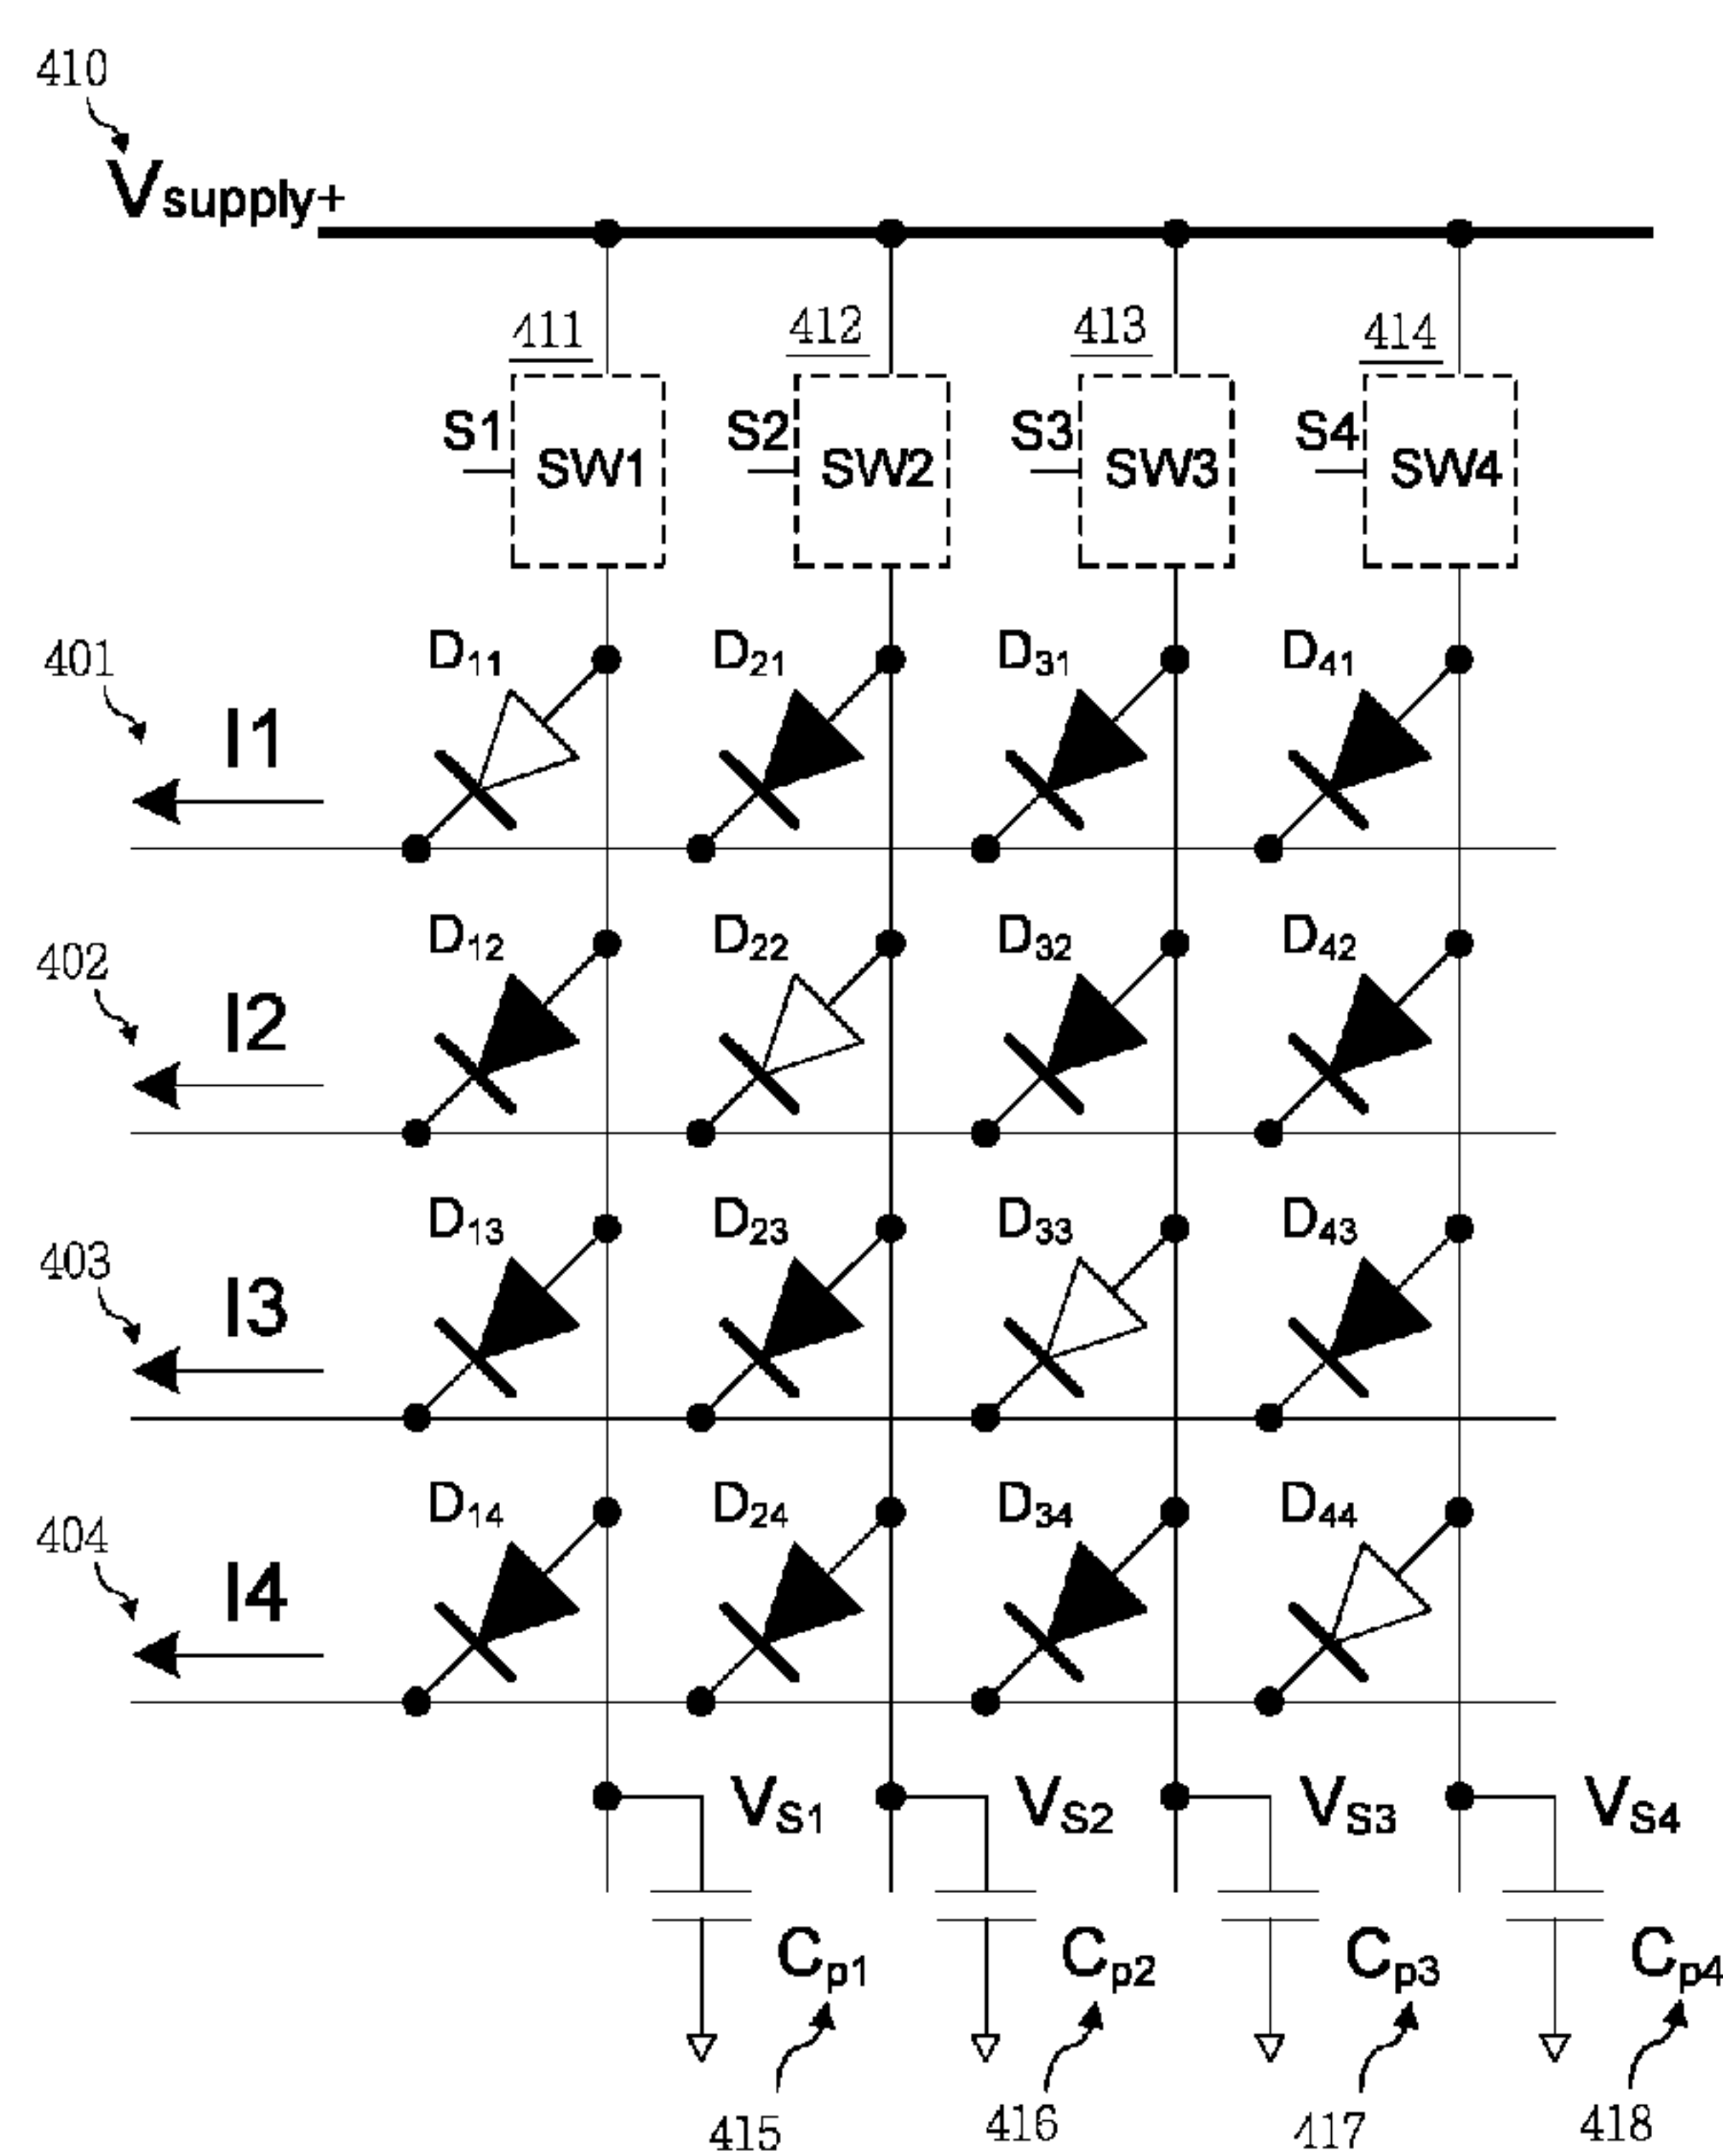 410
Vsupply+
411 412 413 414
S1 SW1 S2 SW2 S3 SW3 S4 SW4
401 I1 D11 D21 D31 D41
402 I2 D12 D22 D32 D42
403 I3 D13 D23 D33 D43
404 I4 D14 D24 D34 D44
VS1 VS2 VS3 VS4
Cp1 Cp2 Cp3 Cp4
415 416 417 418